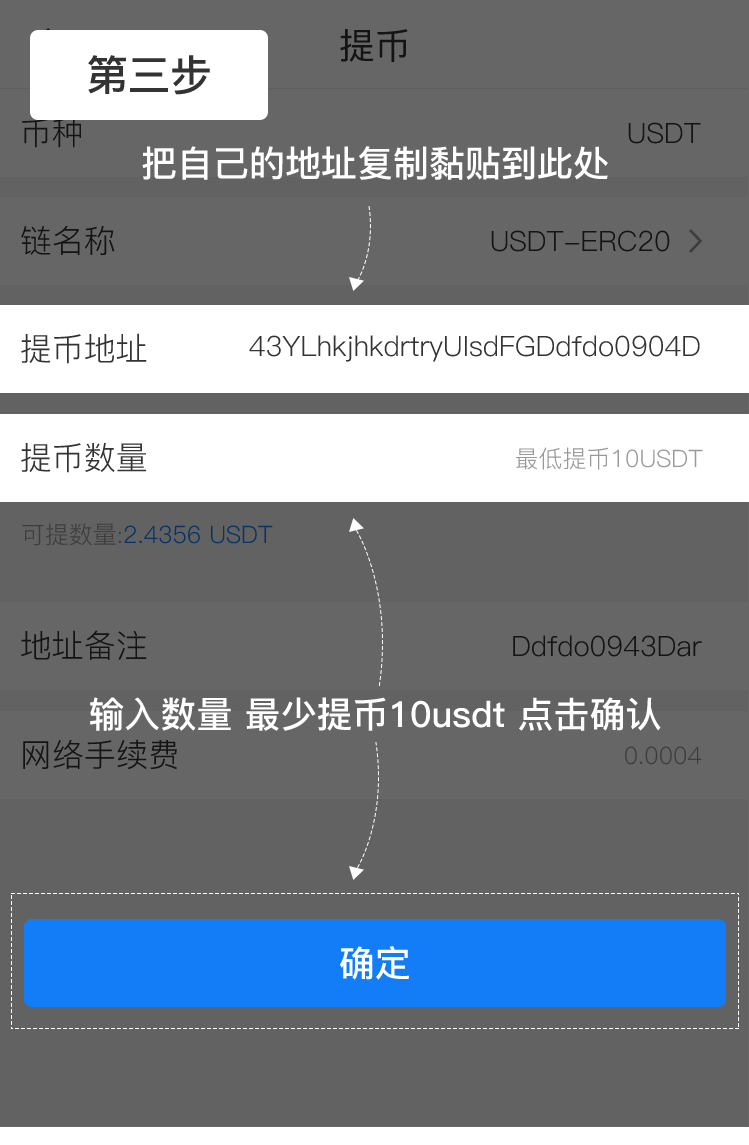 提币
第三步
币种 USDT
把自己的地址复制黏贴到此处
链名称 USDT-ERC20
提币地址 43YLhkjhkdrtryUIsdFGDdfdo0904D
提币数量 最低提币10USDT
可提数量:2.4356 USDT
地址备注 Ddfdo0943Dar
输入数量 最少提币10usdt 点击确认
网络手续费 0.0004
确定